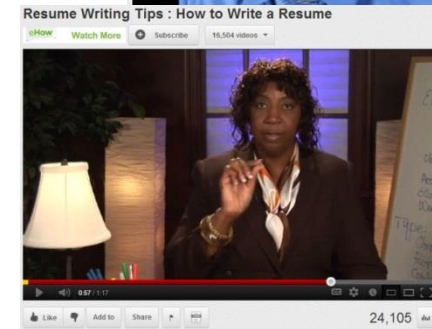 Resume Writing Tips : How to Write a Resume
eHow Watch More Subscribe 16,504 videos
0:57 / 1:17
Like Add to Share
24,105